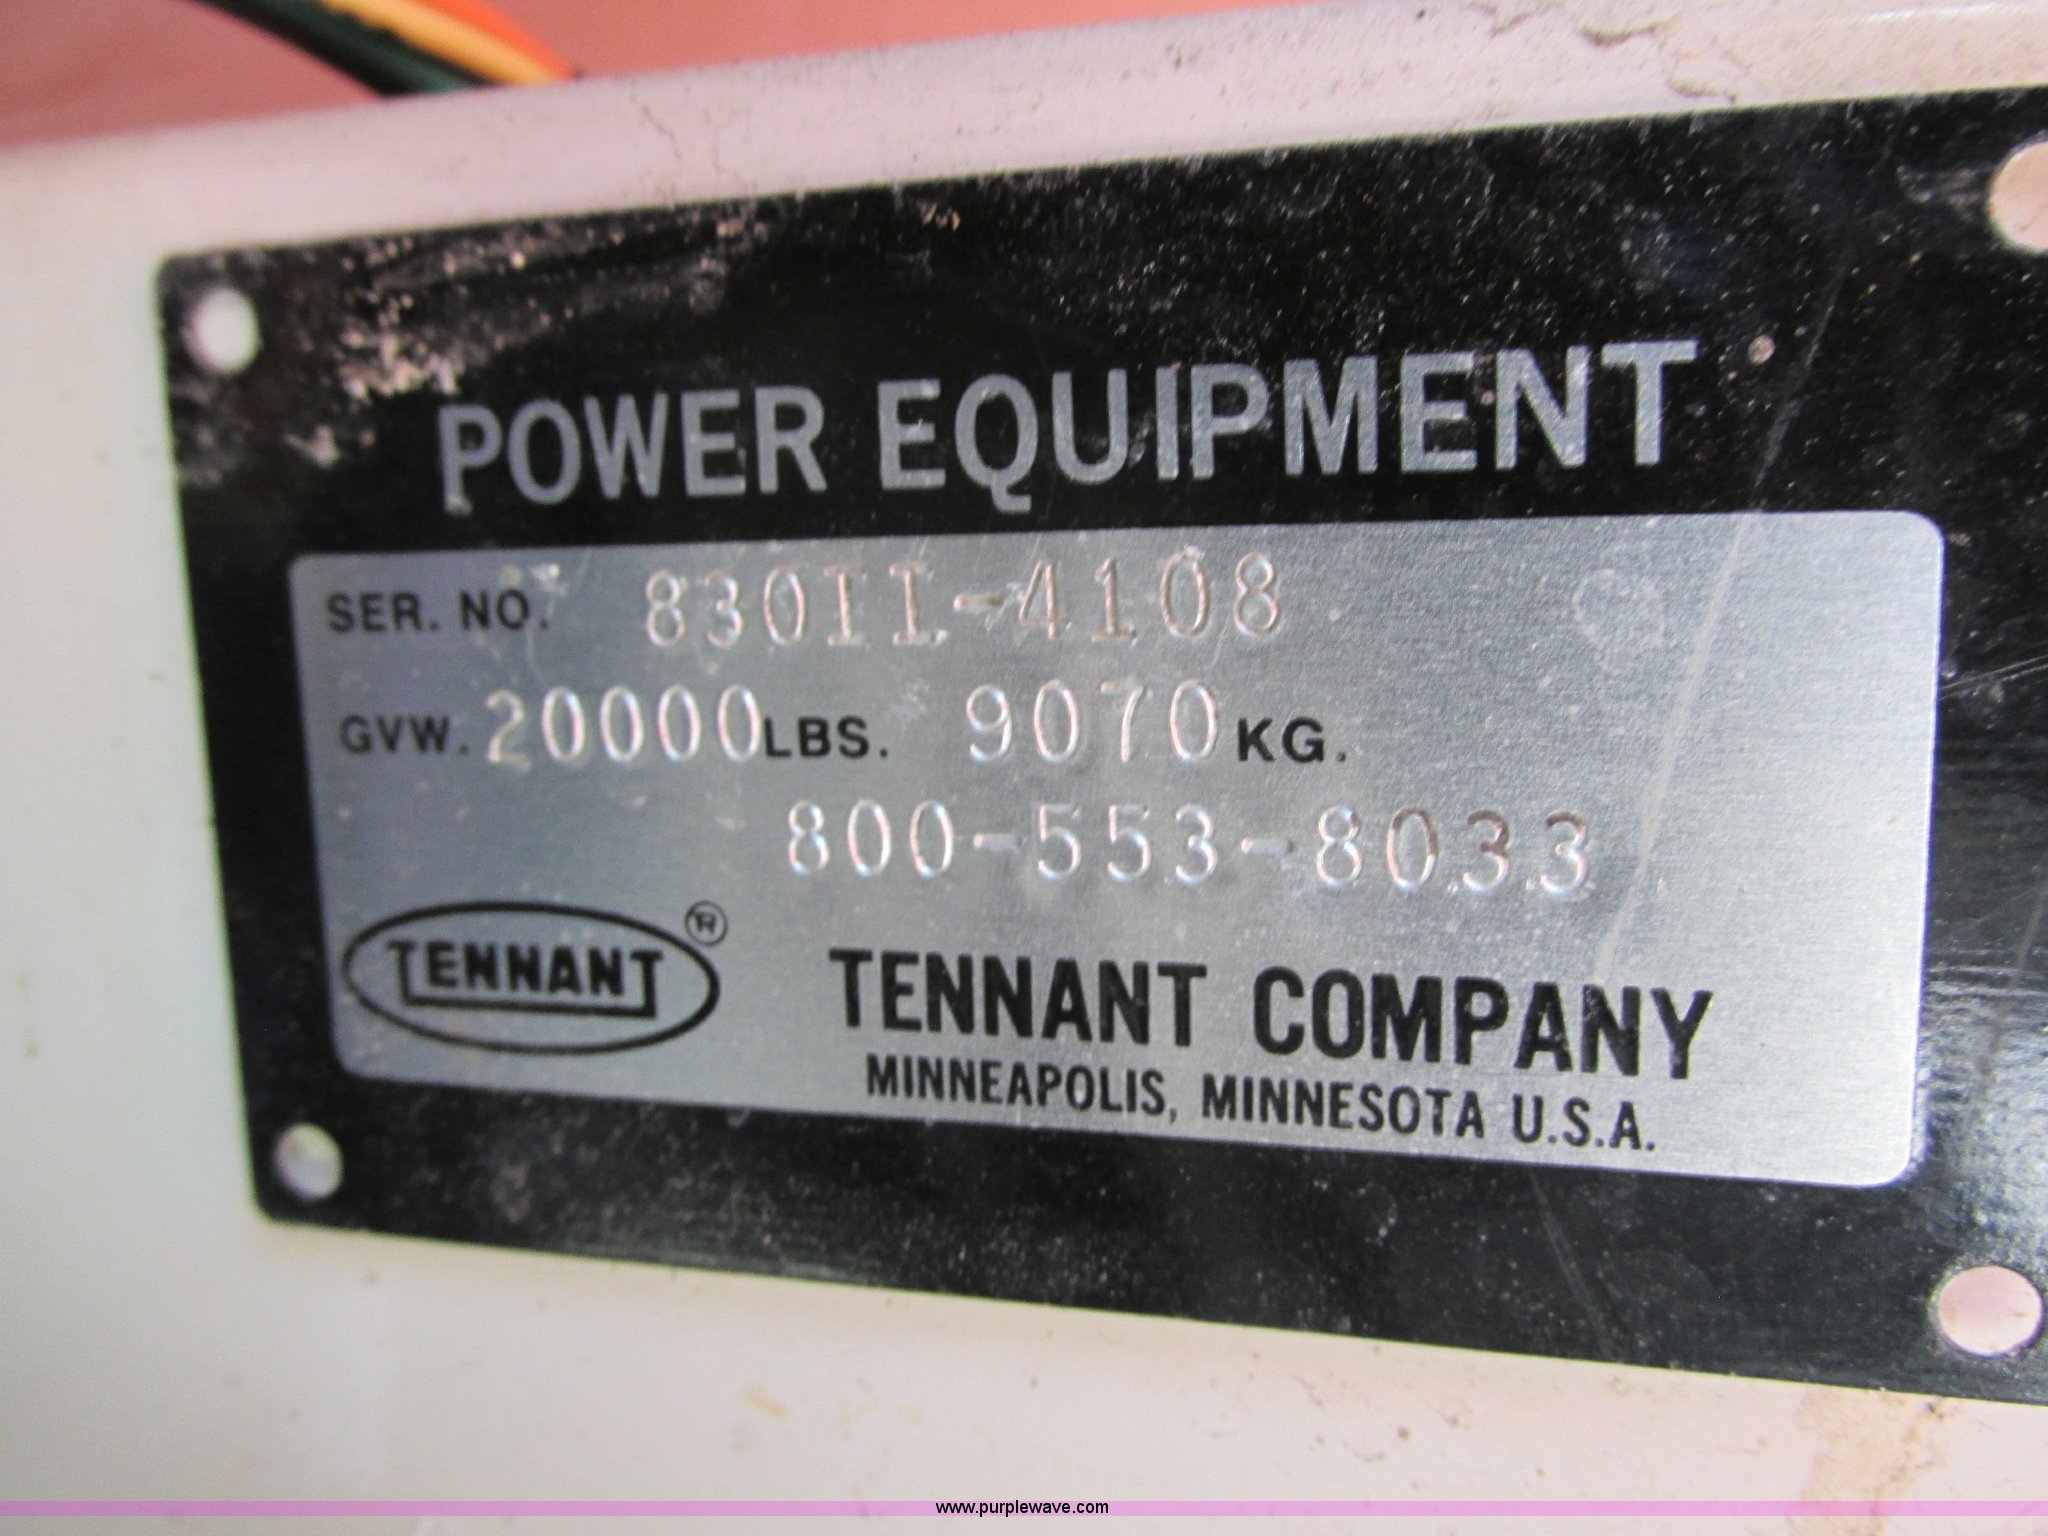 POWER EQUIPMENT
SER. NO. 830II-4108
GVW. 20000 LBS. 9070 KG.
800-553-8033
TENNANT ®
TENNANT COMPANY
MINNEAPOLIS, MINNESOTA U.S.A.
www.purplewave.com